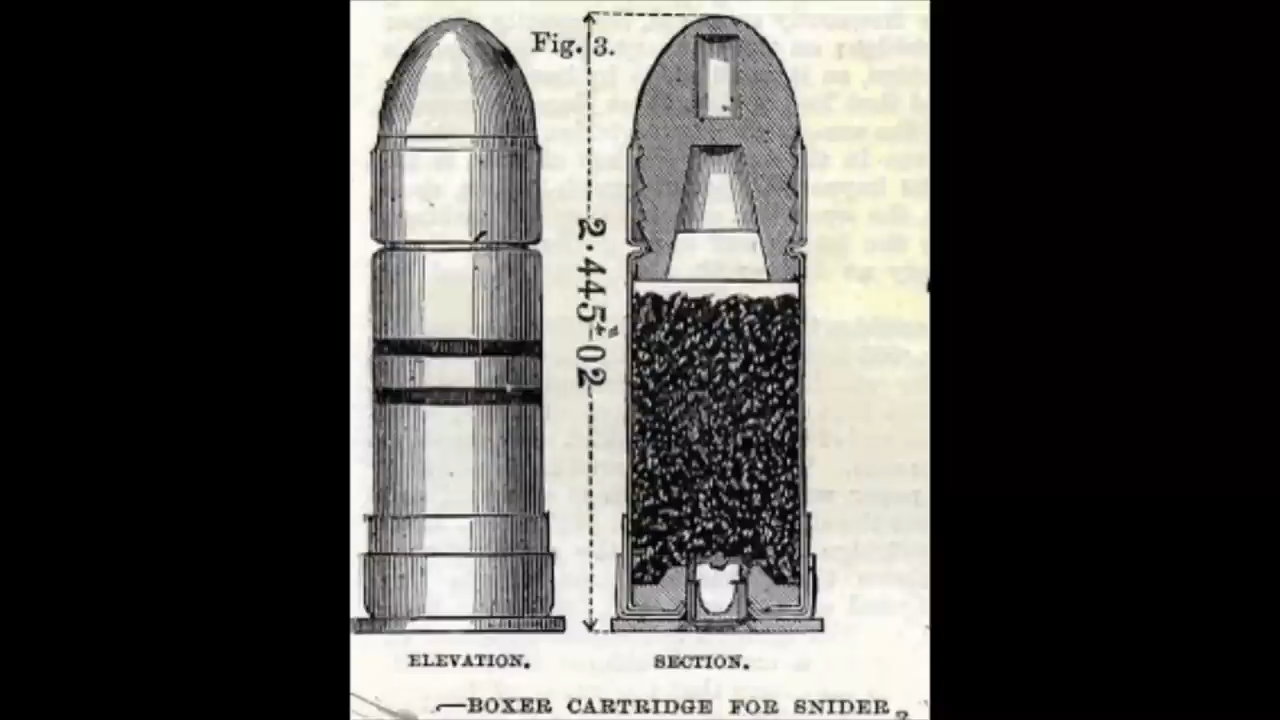 Fig. 3.
2·445"±·02
ELEVATION. SECTION.
—BOXER CARTRIDGE FOR SNIDER